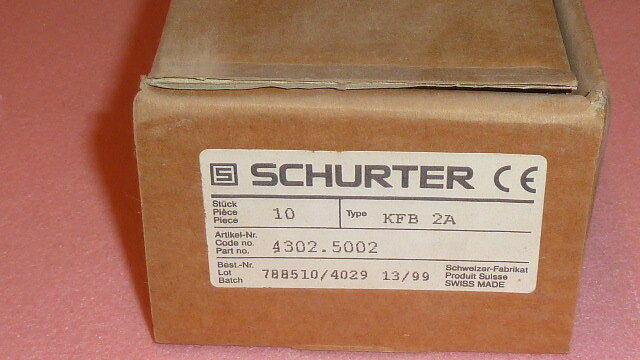 SCHURTER CE
Stück
Pièce
Piece
10
Type
KFB 2A
Artikel-Nr.
Code no.
Part no.
4302.5002
Best.-Nr.
Lot
Batch
788510/4029 13/99
Schweizer-Fabrikat
Produit Suisse
SWISS MADE